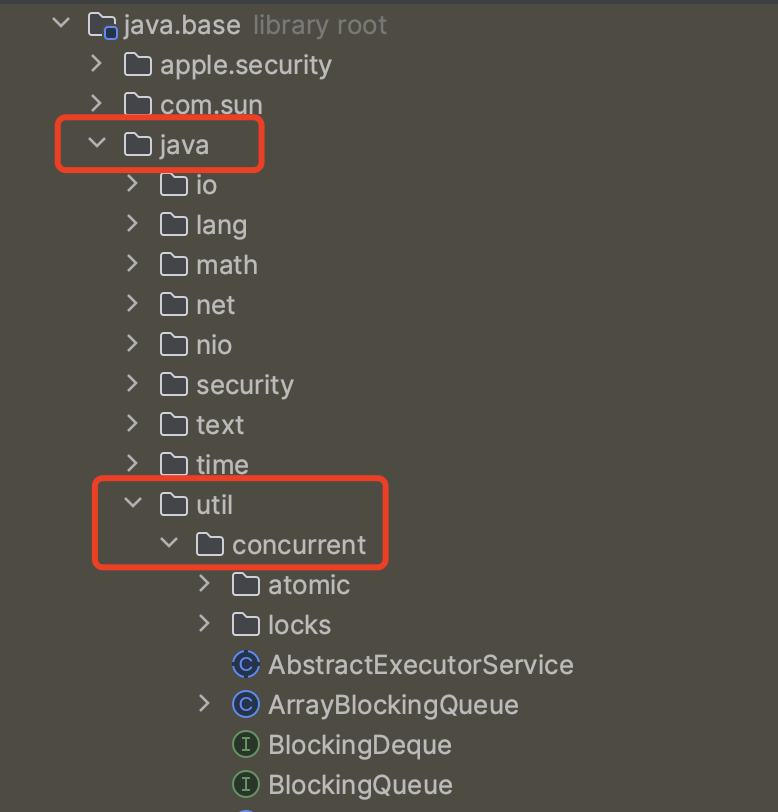 java.base library root
apple.security
com.sun
java
io
lang
math
net
nio
security
text
time
util
concurrent
atomic
locks
C AbstractExecutorService
C ArrayBlockingQueue
I BlockingDeque
I BlockingQueue